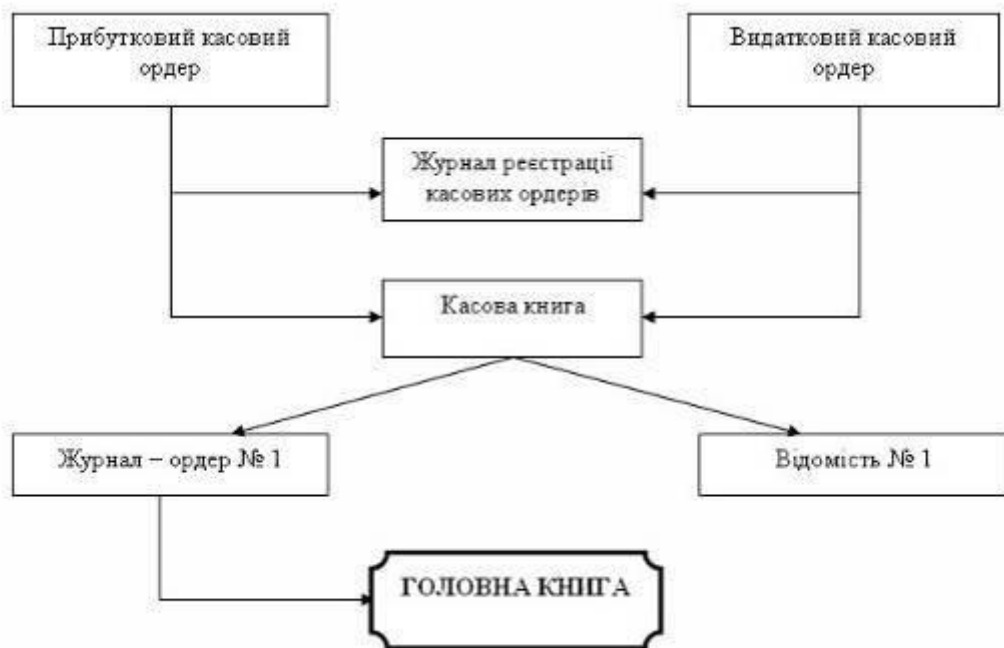 Прибутковий касовий
ордер
Видатковий касовий
ордер
Журнал реєстрації
касових ордерів
Касова книга
Журнал – ордер № 1
Відомість № 1
ГОЛОВНА КНИГА